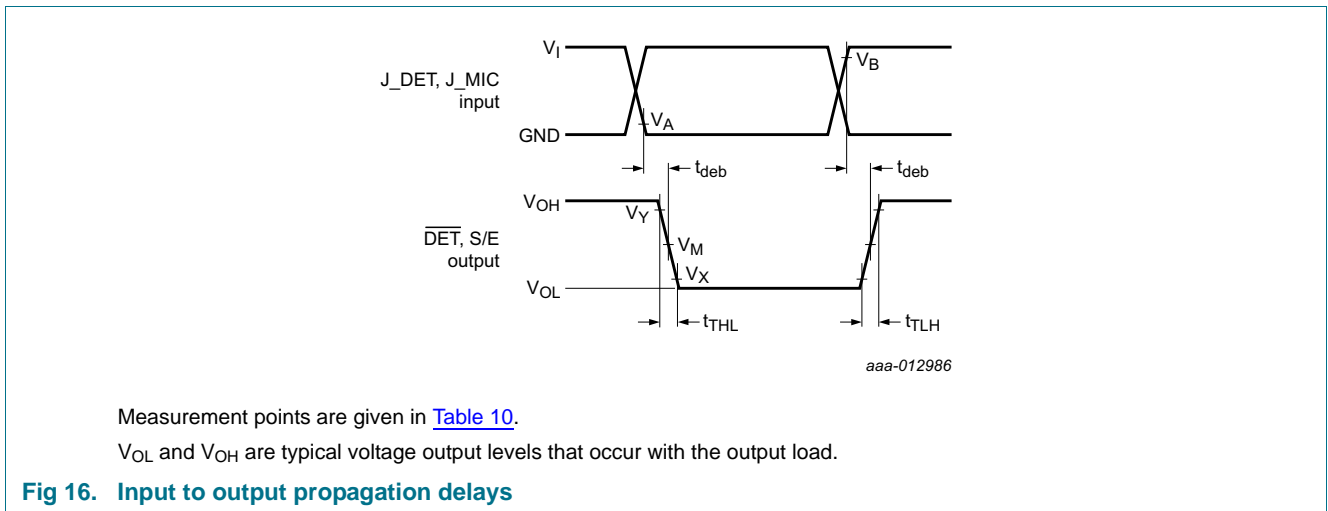 V_I
J_DET, J_MIC
input
V_B
V_A
GND
t_deb
t_deb
V_OH
V_Y
DET, S/E
output
V_M
V_X
V_OL
t_THL
t_TLH
aaa-012986
Measurement points are given in Table 10.
V_OL and V_OH are typical voltage output levels that occur with the output load.
Fig 16. Input to output propagation delays